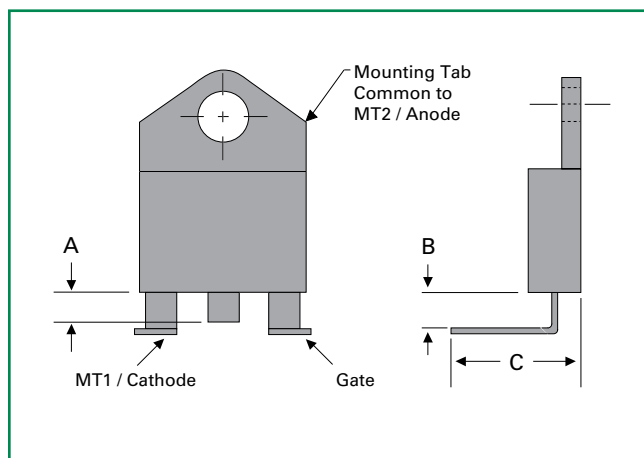 Mounting Tab
Common to
MT2 / Anode
A
B
C
MT1 / Cathode
Gate